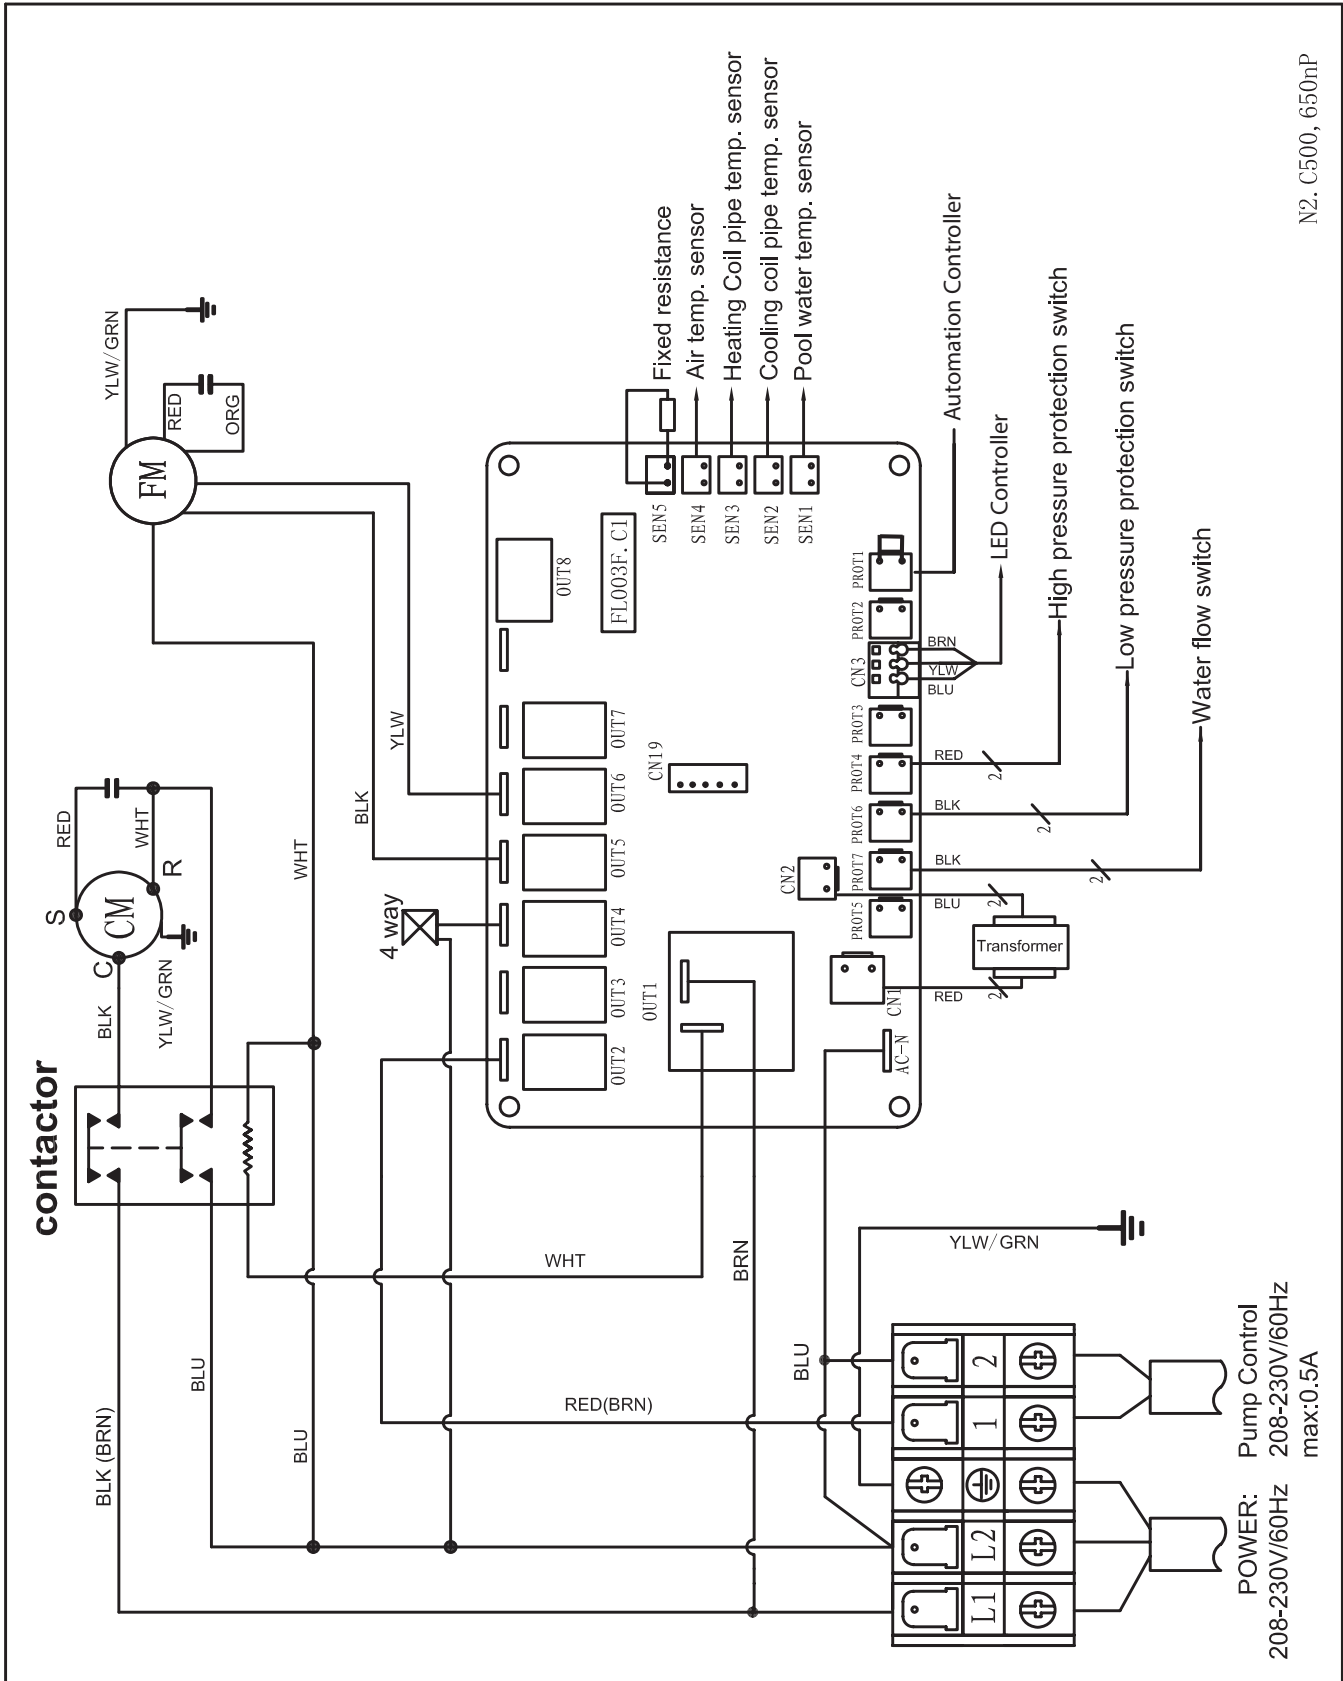 contactor
S
CM
C
R
RED
WHT
BLK
YLW/GRN
FM
YLW/GRN
RED
ORG
WHT
BLK
YLW
4 way
OUT2
OUT3
OUT4
OUT5
OUT6
OUT7
OUT8
OUT1
CN19
FL003F.C1
SEN5
SEN4
SEN3
SEN2
SEN1
Fixed resistance
Air temp. sensor
Heating Coil pipe temp. sensor
Cooling coil pipe temp. sensor
Pool water temp. sensor
AC-N
CN1
CN2
PROT5
PROT7
PROT6
PROT4
PROT3
CN3
PROT2
PROT1
RED
2
Transformer
BLU
2
BLK
2
BLK
2
RED
2
BLU
YLW
BRN
Automation Controller
LED Controller
High pressure protection switch
Low pressure protection switch
Water flow switch
BLK (BRN)
BLU
BLU
WHT
RED(BRN)
BRN
BLU
YLW/GRN
L1
L2
1
2
POWER:
208-230V/60Hz
Pump Control
208-230V/60Hz
max:0.5A
N2. C500, 650nP